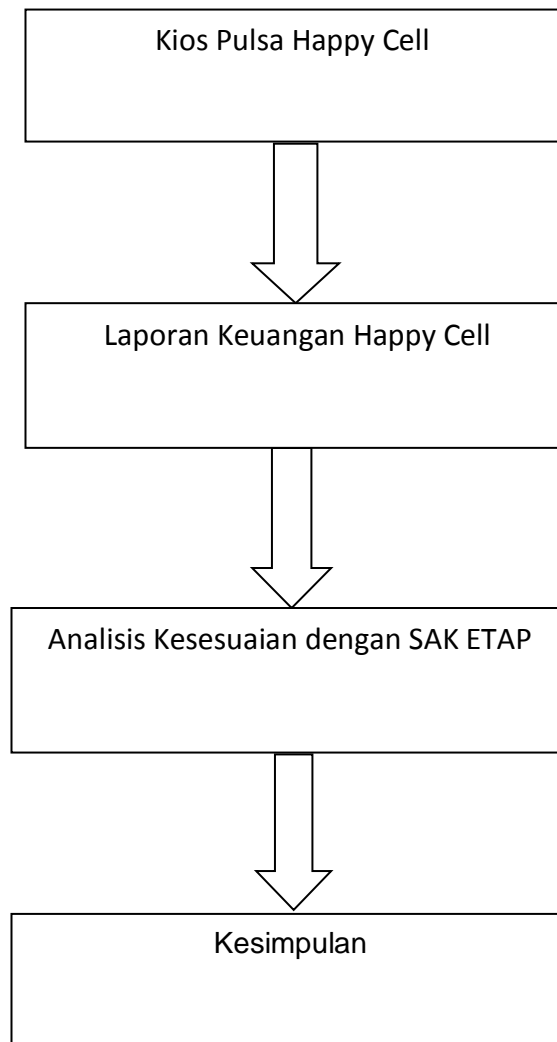 Kios Pulsa Happy Cell
Laporan Keuangan Happy Cell
Analisis Kesesuaian dengan SAK ETAP
Kesimpulan